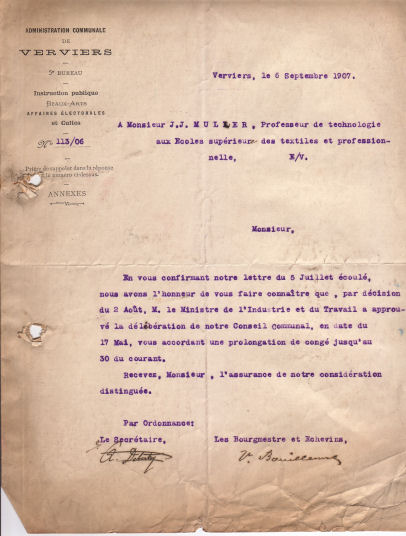 ADMINISTRATION COMMUNALE
DE
VERVIERS
5e BUREAU
Instruction publique
BEAUX-ARTS
AFFAIRES ÉLECTORALES
et Cultes
No 113/06
Prière de rappeler dans la réponse
le numéro ci-dessus.
ANNEXES
Verviers, le 6 Septembre 1907.
A Monsieur J.J. MULLER, Professeur de technologie
aux Ecoles supérieure des textiles et profession-
nelle, E/V.
Monsieur,
En vous confirmant notre lettre du 5 Juillet écoulé,
nous avons l'honneur de vous faire connaître que , par décision
du 2 Août, M. le Ministre de l'Industrie et du Travail a approu-
vé la délébération de notre Conseil communal, en date du
17 Mai, vous accordant une prolongation de congé jusqu'au
30 du courant.
Recevez, Monsieur , l'assurance de notre considération
distinguée.
Par Ordonnance:
Le Secrétaire, Les Bourgmestre et Echevins,